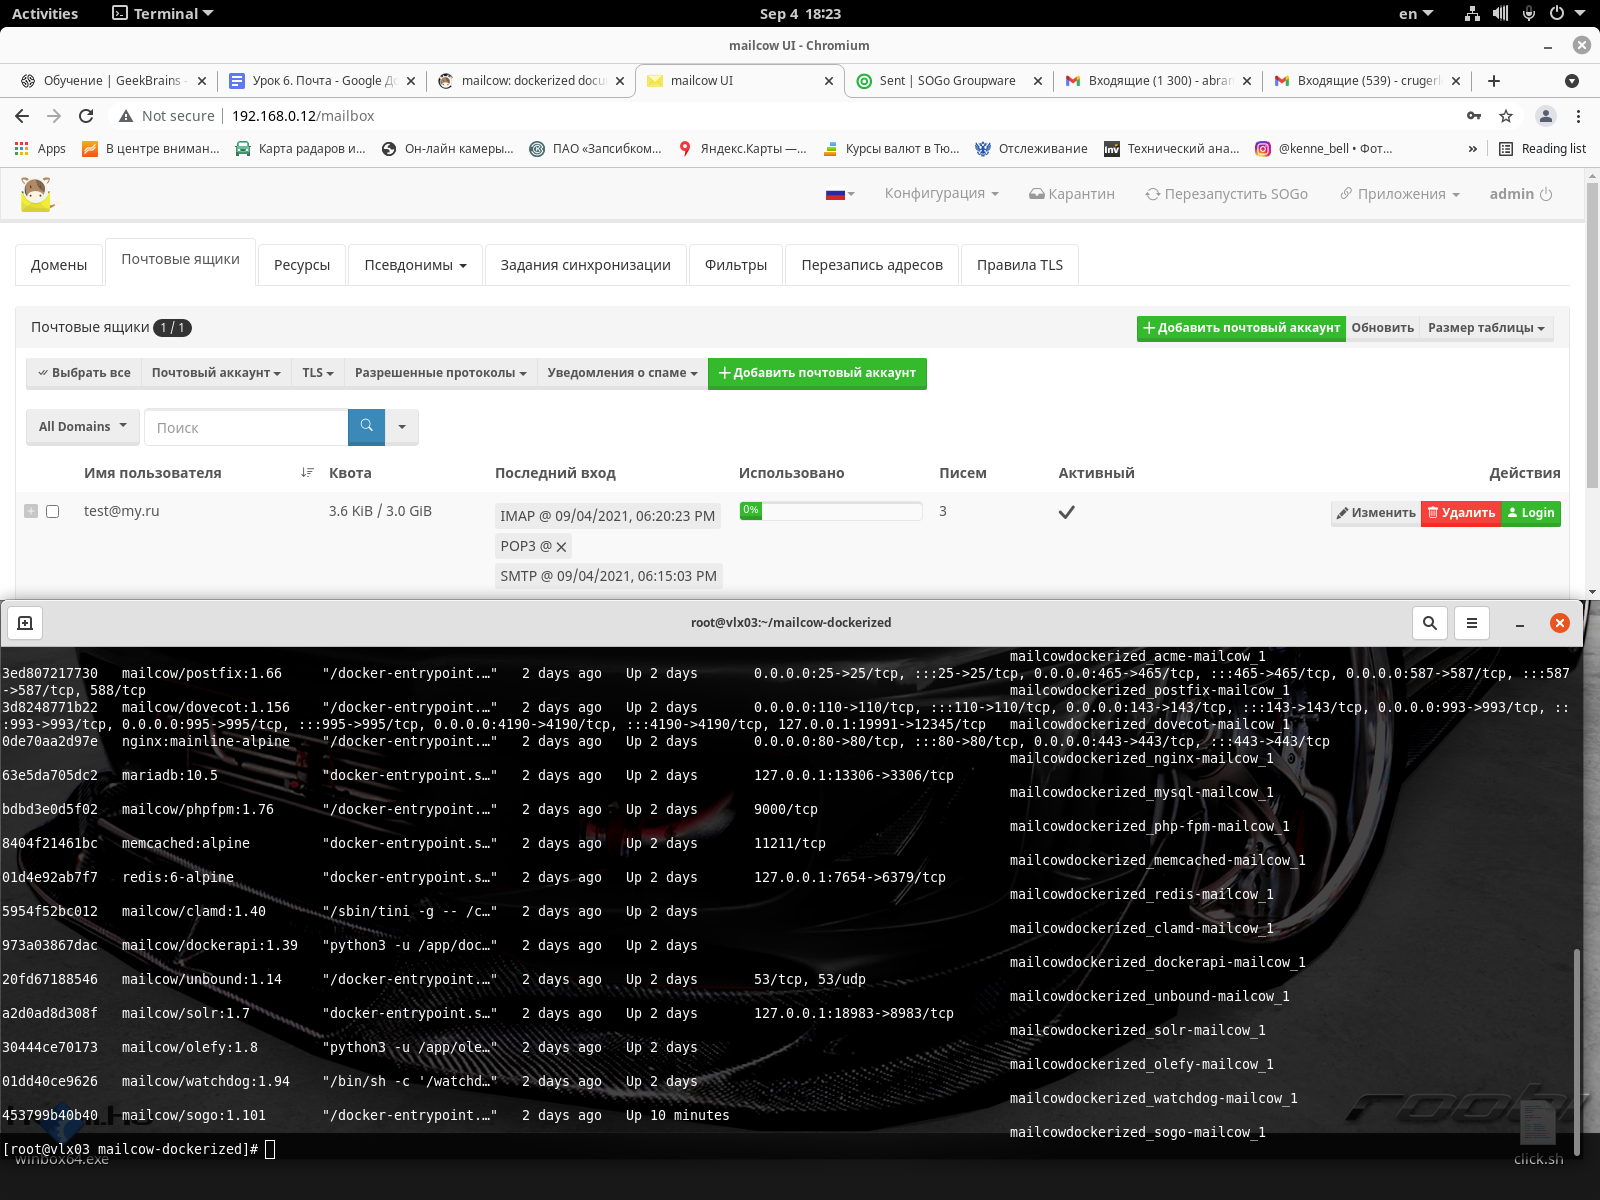 Activities Terminal Sep 4 18:23 en
mailcow UI - Chromium
Обучение | GeekBrains - Урок 6. Почта - Google Дс mailcow: dockerized docu mailcow UI Sent | SOGo Groupware Входящие (1 300) - abran Входящие (539) - cruger
Not secure 192.168.0.12/mailbox
Apps В центре вниман... Карта радаров и... Он-лайн камеры... ПАО «Запсибком... Яндекс.Карты —... Курсы валют в Тю... Отслеживание Inv Технический ана... @kenne_bell • Фот... » Reading list
Конфигурация Карантин Перезапустить SOGo Приложения admin
Домены Почтовые ящики Ресурсы Псевдонимы Задания синхронизации Фильтры Перезапись адресов Правила TLS
Почтовые ящики 1 / 1 Добавить почтовый аккаунт Обновить Размер таблицы
Выбрать все Почтовый аккаунт TLS Разрешенные протоколы Уведомления о спаме Добавить почтовый аккаунт
All Domains Поиск
Имя пользователя Квота Последний вход Использовано Писем Активный Действия
test@my.ru 3.6 KiB / 3.0 GiB IMAP @ 09/04/2021, 06:20:23 PM 0% 3 Изменить Удалить Login
POP3 @
SMTP @ 09/04/2021, 06:15:03 PM
root@vlx03:~/mailcow-dockerized
mailcowdockerized_acme-mailcow_1
3ed807217730 mailcow/postfix:1.66 "/docker-entrypoint.…" 2 days ago Up 2 days 0.0.0.0:25->25/tcp, :::25->25/tcp, 0.0.0.0:465->465/tcp, :::465->465/tcp, 0.0.0.0:587->587/tcp, :::587
->587/tcp, 588/tcp mailcowdockerized_postfix-mailcow_1
3d8248771b22 mailcow/dovecot:1.156 "/docker-entrypoint.…" 2 days ago Up 2 days 0.0.0.0:110->110/tcp, :::110->110/tcp, 0.0.0.0:143->143/tcp, :::143->143/tcp, 0.0.0.0:993->993/tcp, ::
:993->993/tcp, 0.0.0.0:995->995/tcp, :::995->995/tcp, 0.0.0.0:4190->4190/tcp, :::4190->4190/tcp, 127.0.0.1:19991->12345/tcp mailcowdockerized_dovecot-mailcow_1
0de70aa2d97e nginx:mainline-alpine "/docker-entrypoint.…" 2 days ago Up 2 days 0.0.0.0:80->80/tcp, :::80->80/tcp, 0.0.0.0:443->443/tcp, :::443->443/tcp
mailcowdockerized_nginx-mailcow_1
63e5da705dc2 mariadb:10.5 "docker-entrypoint.s…" 2 days ago Up 2 days 127.0.0.1:13306->3306/tcp
mailcowdockerized_mysql-mailcow_1
bdbd3e0d5f02 mailcow/phpfpm:1.76 "/docker-entrypoint.…" 2 days ago Up 2 days 9000/tcp
mailcowdockerized_php-fpm-mailcow_1
8404f21461bc memcached:alpine "docker-entrypoint.s…" 2 days ago Up 2 days 11211/tcp
mailcowdockerized_memcached-mailcow_1
01d4e92ab7f7 redis:6-alpine "docker-entrypoint.s…" 2 days ago Up 2 days 127.0.0.1:7654->6379/tcp
mailcowdockerized_redis-mailcow_1
5954f52bc012 mailcow/clamd:1.40 "/sbin/tini -g -- /c…" 2 days ago Up 2 days
mailcowdockerized_clamd-mailcow_1
973a03867dac mailcow/dockerapi:1.39 "python3 -u /app/doc…" 2 days ago Up 2 days
mailcowdockerized_dockerapi-mailcow_1
20fd67188546 mailcow/unbound:1.14 "/docker-entrypoint.…" 2 days ago Up 2 days 53/tcp, 53/udp
mailcowdockerized_unbound-mailcow_1
a2d0ad8d308f mailcow/solr:1.7 "docker-entrypoint.s…" 2 days ago Up 2 days 127.0.0.1:18983->8983/tcp
mailcowdockerized_solr-mailcow_1
30444ce70173 mailcow/olefy:1.8 "python3 -u /app/ole…" 2 days ago Up 2 days
mailcowdockerized_olefy-mailcow_1
01dd40ce9626 mailcow/watchdog:1.94 "/bin/sh -c '/watchd…" 2 days ago Up 2 days
mailcowdockerized_watchdog-mailcow_1
453799b40b40 mailcow/sogo:1.101 "/docker-entrypoint.…" 2 days ago Up 10 minutes
mailcowdockerized_sogo-mailcow_1
[root@vlx03 mailcow-dockerized]#
winbox64.exe click.sh